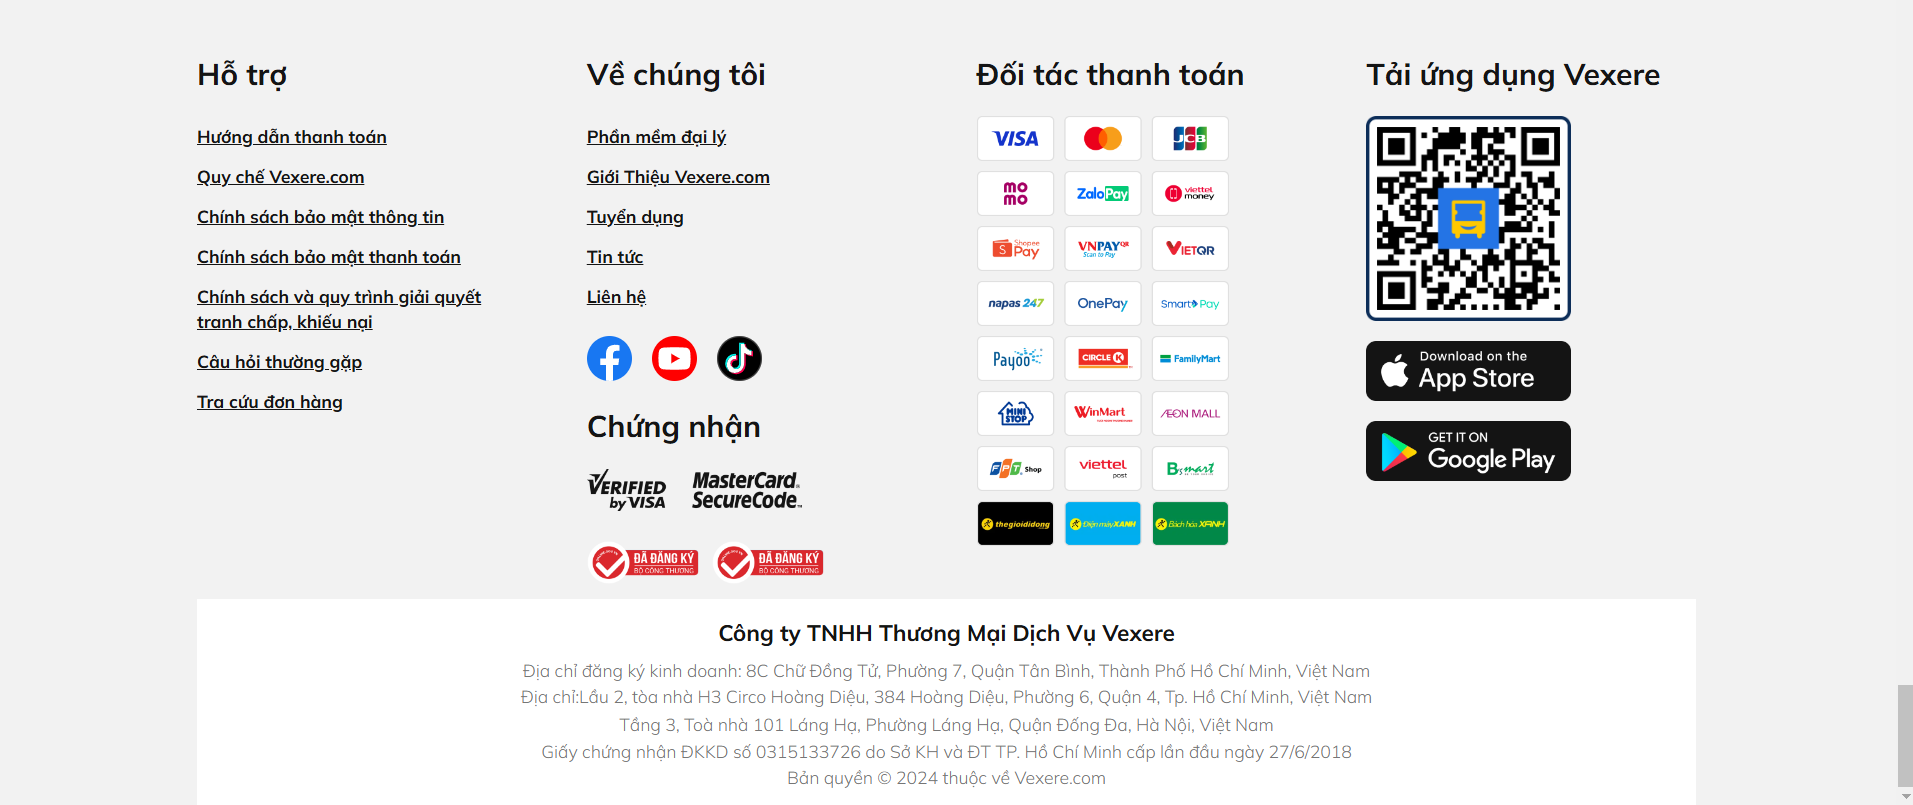 Hỗ trợ
Hướng dẫn thanh toán
Quy chế Vexere.com
Chính sách bảo mật thông tin
Chính sách bảo mật thanh toán
Chính sách và quy trình giải quyết
tranh chấp, khiếu nại
Câu hỏi thường gặp
Tra cứu đơn hàng
Về chúng tôi
Phần mềm đại lý
Giới Thiệu Vexere.com
Tuyển dụng
Tin tức
Liên hệ
Chứng nhận
VERIFIED
by VISA
MasterCard
SecureCode
ĐÃ ĐĂNG KÝ
BỘ CÔNG THƯƠNG
ĐÃ ĐĂNG KÝ
BỘ CÔNG THƯƠNG
Đối tác thanh toán
VISA
JCB
mo
mo
ZaloPay
viettel
money
S
Shopee
Pay
VNPAYQR
Scan to Pay
VIETQR
napas 247
OnePay
SmartPay
Payoo
CIRCLE K
FamilyMart
MINI
STOP
WinMart
ÆON MALL
FPT Shop
viettel
post
B's mart
thegioididong
Điện máy XANH
Bách hóa XANH
Tải ứng dụng Vexere
Download on the
App Store
GET IT ON
Google Play
Công ty TNHH Thương Mại Dịch Vụ Vexere
Địa chỉ đăng ký kinh doanh: 8C Chữ Đồng Tử, Phường 7, Quận Tân Bình, Thành Phố Hồ Chí Minh, Việt Nam
Địa chỉ:Lầu 2, tòa nhà H3 Circo Hoàng Diệu, 384 Hoàng Diệu, Phường 6, Quận 4, Tp. Hồ Chí Minh, Việt Nam
Tầng 3, Toà nhà 101 Láng Hạ, Phường Láng Hạ, Quận Đống Đa, Hà Nội, Việt Nam
Giấy chứng nhận ĐKKD số 0315133726 do Sở KH và ĐT TP. Hồ Chí Minh cấp lần đầu ngày 27/6/2018
Bản quyền © 2024 thuộc về Vexere.com